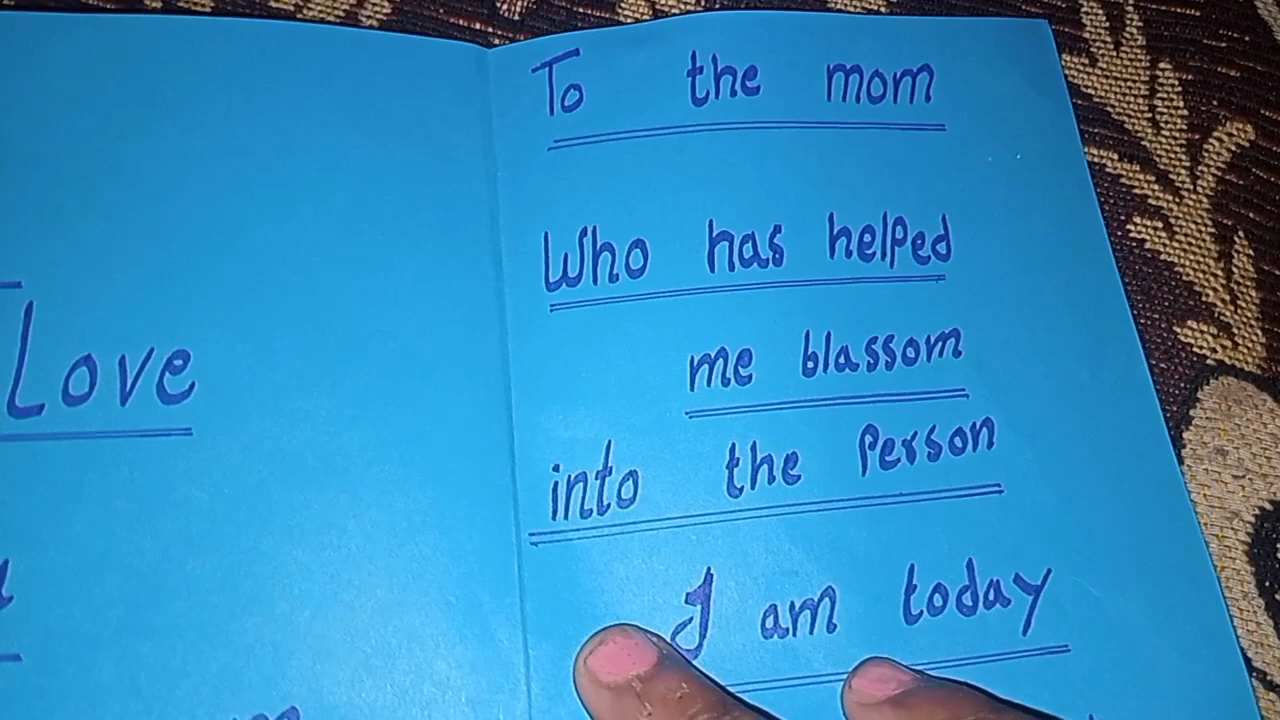 Love
To the mom
Who has helped
me blassom
into the Person
I am today